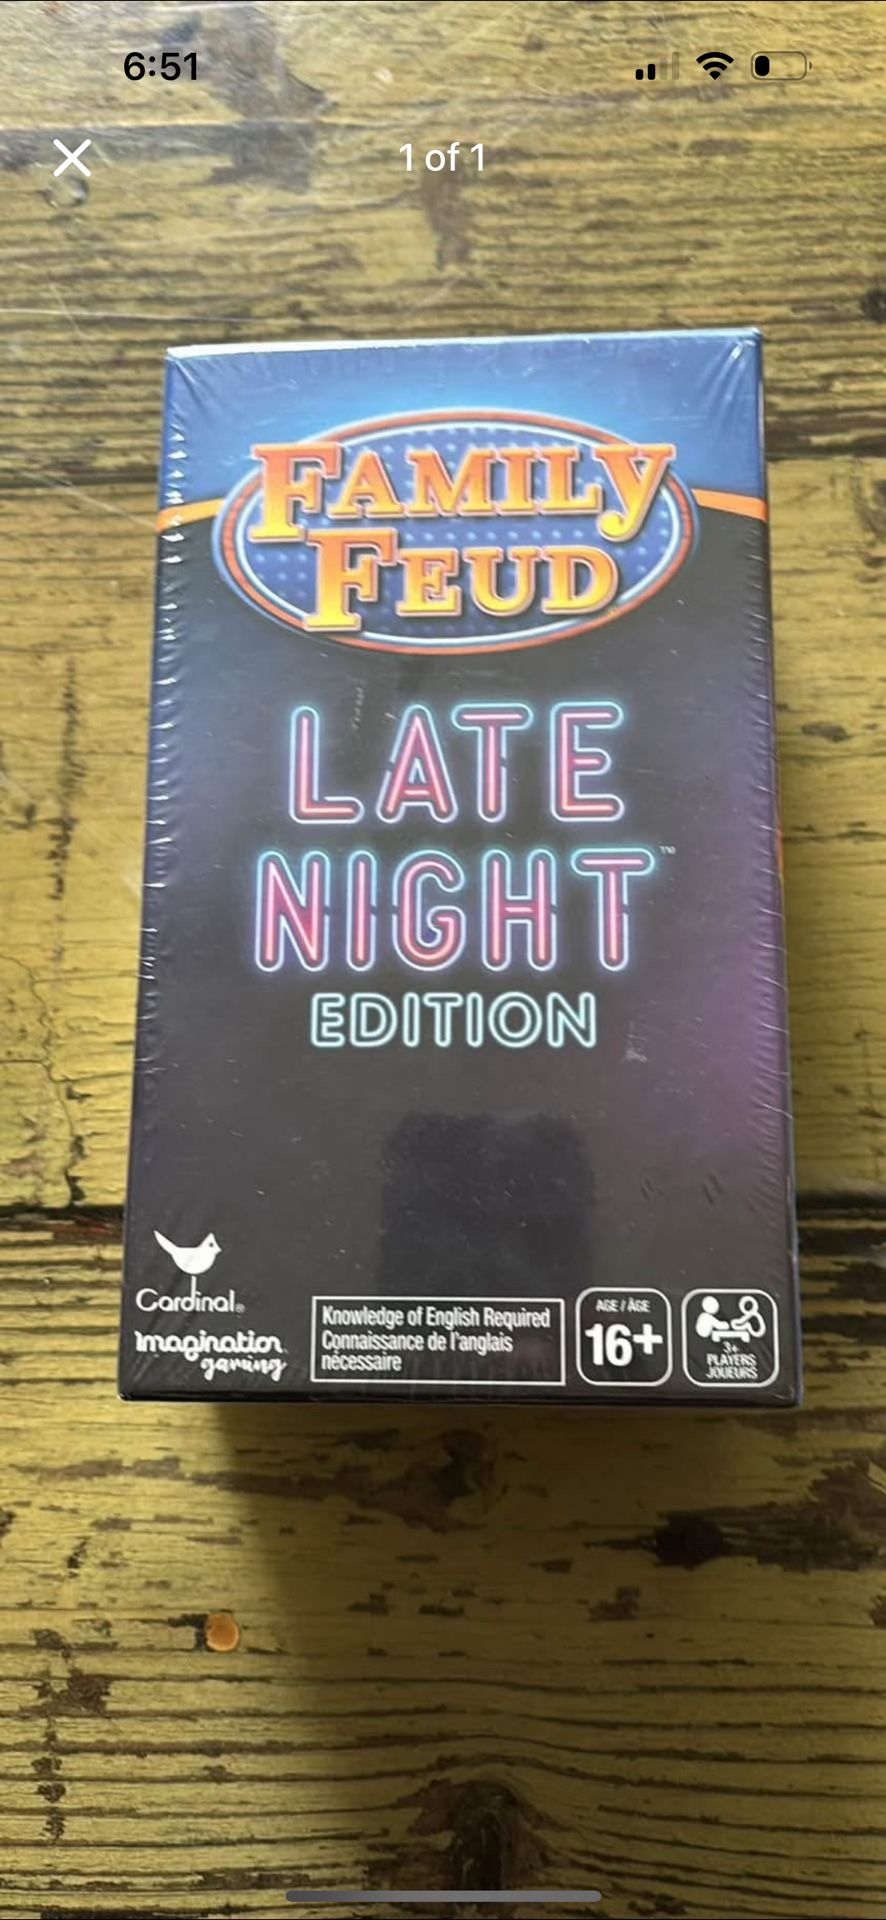 6:51
1 of 1
FAMILY
FEUD
LATE
NIGHT™
EDITION
Cardinal®
Imagination
gaming
Knowledge of English Required
Connaissance de l'anglais
nécessaire
AGE / ÂGE
16+
3+
PLAYERS
JOUEURS